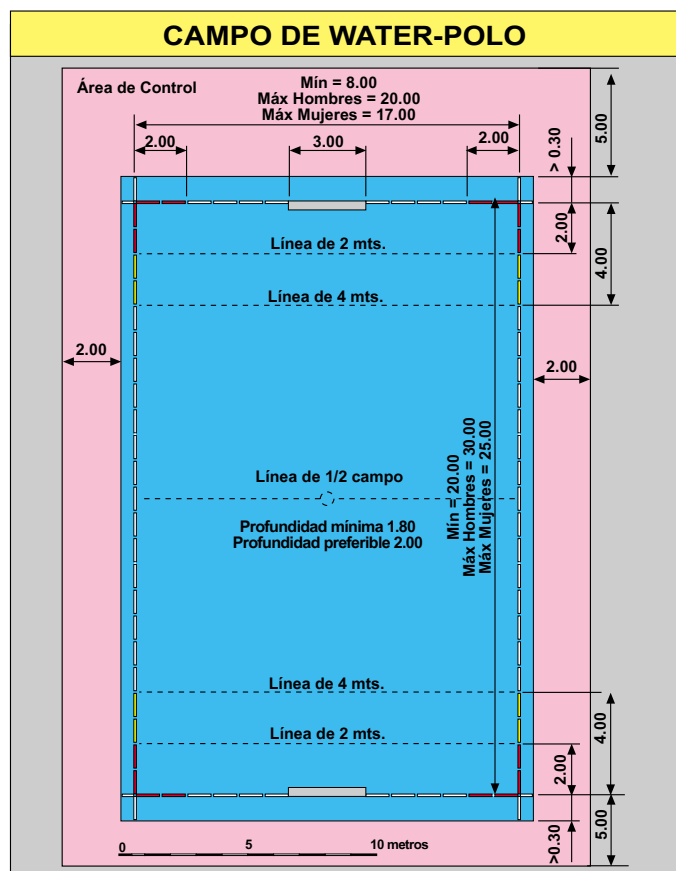 CAMPO DE WATER-POLO
Área de Control
Mín = 8.00
Máx Hombres = 20.00
Máx Mujeres = 17.00
2.00
3.00
2.00
> 0.30
5.00
2.00
4.00
Línea de 2 mts.
Línea de 4 mts.
2.00
2.00
Mín = 20.00
Máx Hombres = 30.00
Máx Mujeres = 25.00
Línea de 1/2 campo
Profundidad mínima 1.80
Profundidad preferible 2.00
Línea de 4 mts.
Línea de 2 mts.
4.00
2.00
>0.30
5.00
0 5 10 metros